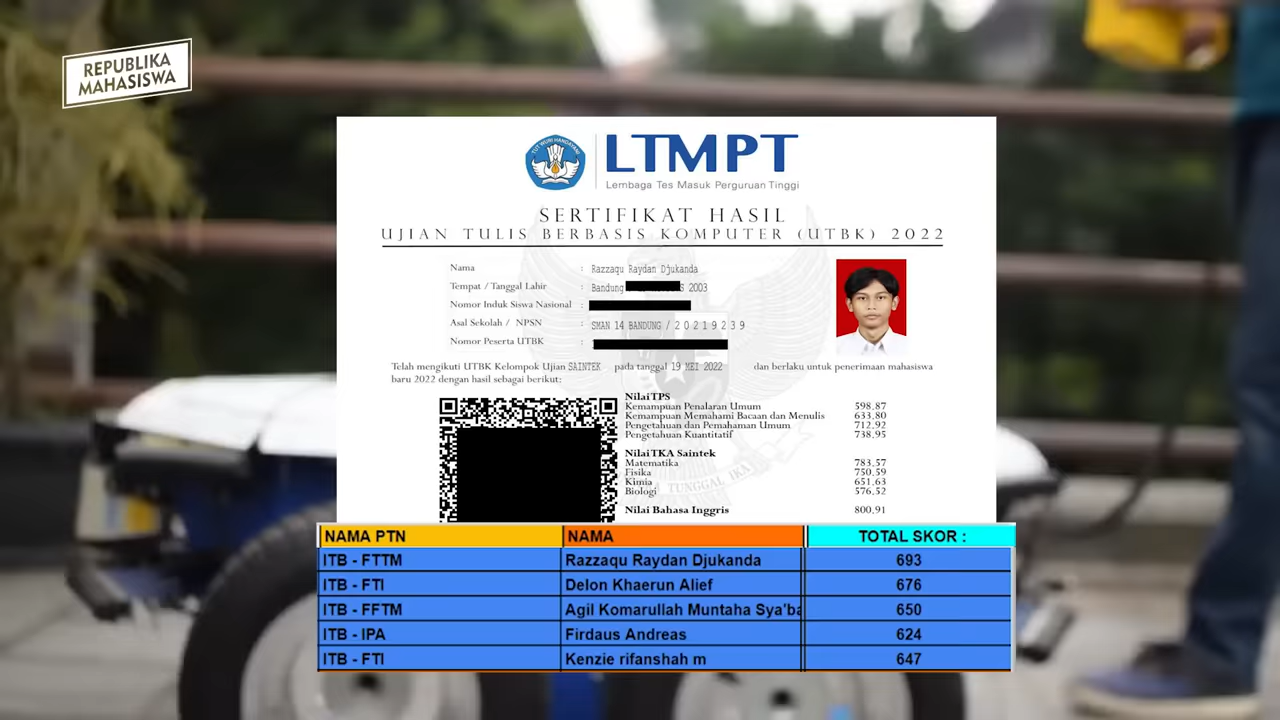 REPUBLIKA
MAHASISWA
LTMPT
Lembaga Tes Masuk Perguruan Tinggi
SERTIFIKAT HASIL
UJIAN TULIS BERBASIS KOMPUTER (UTBK) 2022
Nama : Razzaqu Raydan Djukanda
Tempat / Tanggal Lahir : Bandung 2003
Nomor Induk Siswa Nasional :
Asal Sekolah / NPSN : SMAN 14 BANDUNG / 20219239
Nomor Peserta UTBK :
Telah mengikuti UTBK Kelompok Ujian SAINTEK pada tanggal 19 MEI 2022 dan berlaku untuk penerimaan mahasiswa
baru 2022 dengan hasil sebagai berikut:
Nilai TPS
Kemampuan Penalaran Umum 598,87
Kemampuan Memahami Bacaan dan Menulis 633,80
Pengetahuan dan Pemahaman Umum 712,92
Pengetahuan Kuantitatif 738,95
Nilai TKA Saintek
Matematika 783,57
Fisika 750,59
Kimia 651,63
Biologi 576,52
Nilai Bahasa Inggris 800,91
NAMA PTN NAMA TOTAL SKOR :
ITB - FTTM Razzaqu Raydan Djukanda 693
ITB - FTI Delon Khaerun Alief 676
ITB - FFTM Agil Komarullah Muntaha Sya'ba 650
ITB - IPA Firdaus Andreas 624
ITB - FTI Kenzie rifanshah m 647